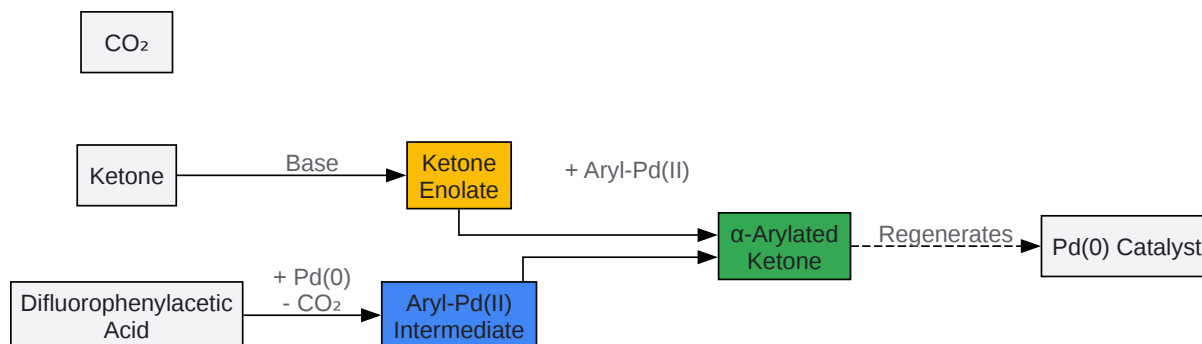 CO₂
Ketone
Base
Ketone
Enolate
+ Aryl-Pd(II)
α-Arylated
Ketone
Regenerates
Pd(0) Catalyst
Difluorophenylacetic
Acid
+ Pd(0)
- CO₂
Aryl-Pd(II)
Intermediate